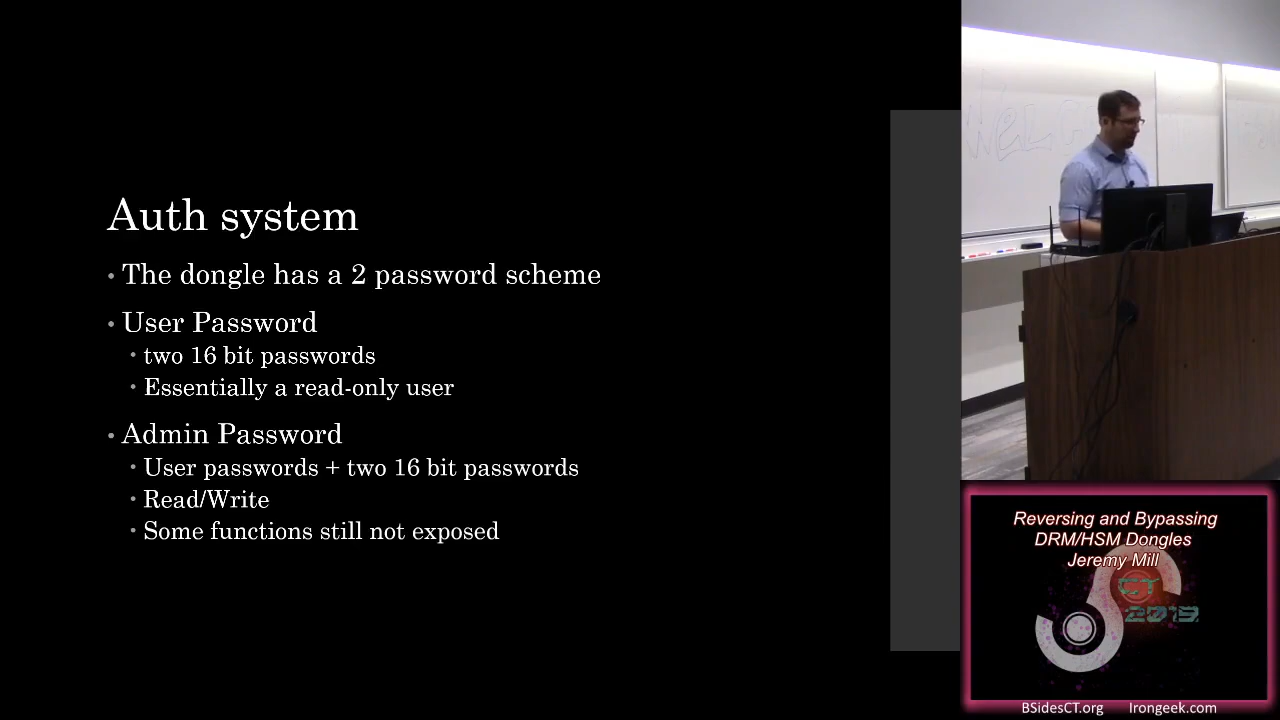 Auth system
• The dongle has a 2 password scheme
• User Password
• two 16 bit passwords
• Essentially a read-only user
• Admin Password
• User passwords + two 16 bit passwords
• Read/Write
• Some functions still not exposed
Reversing and Bypassing
DRM/HSM Dongles
Jeremy Mill
CT
2019
BSidesCT.org Irongeek.com